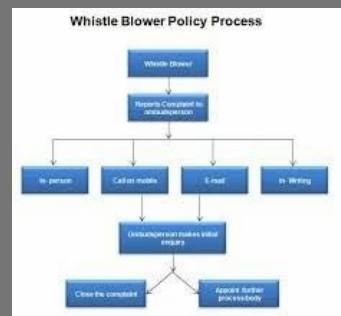 Whistle Blower Policy Process
Whistle Blower
Reports Complaint to
ombudsperson
In- person
Call on mobile
E-mail
In- Writing
Ombudsperson makes initial
enquiry
Close the complaint
Appoint further
process/body